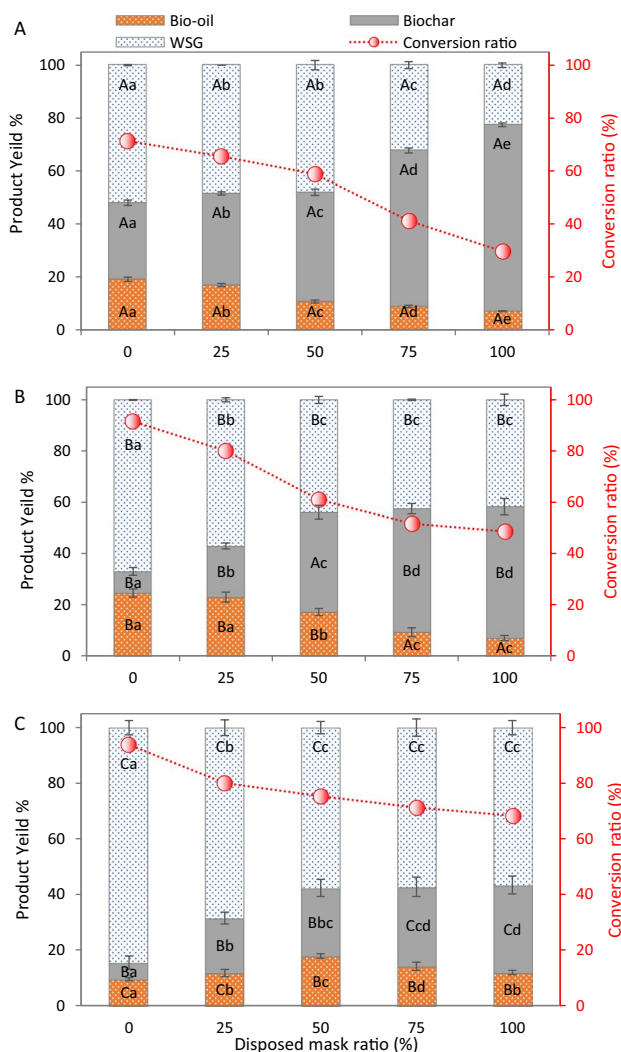 Bio-oil Biochar
WSG Conversion ratio
A
Product Yeild %
Conversion ratio (%)
100 100
80 80
60 60
40 40
20 20
0 0
Aa Ab Ab Ac Ad
Aa Ab Ac Ad Ae
Aa Ab Ac Ad Ae
0 25 50 75 100
B
Product Yeild %
Conversion ratio (%)
100 100
80 80
60 60
40 40
20 20
0 0
Ba Bb Bc Bc Bc
Ba Bb Ac Bd Bd
Ba Ba Bb Ac Ac
0 25 50 75 100
C
Product Yeild %
Conversion ratio (%)
100 100
80 80
60 60
40 40
20 20
0 0
Ca Cb Cc Cc Cc
Ba Bb Bbc Ccd Cd
Ca Cb Bc Bd Bb
0 25 50 75 100
Disposed mask ratio (%)